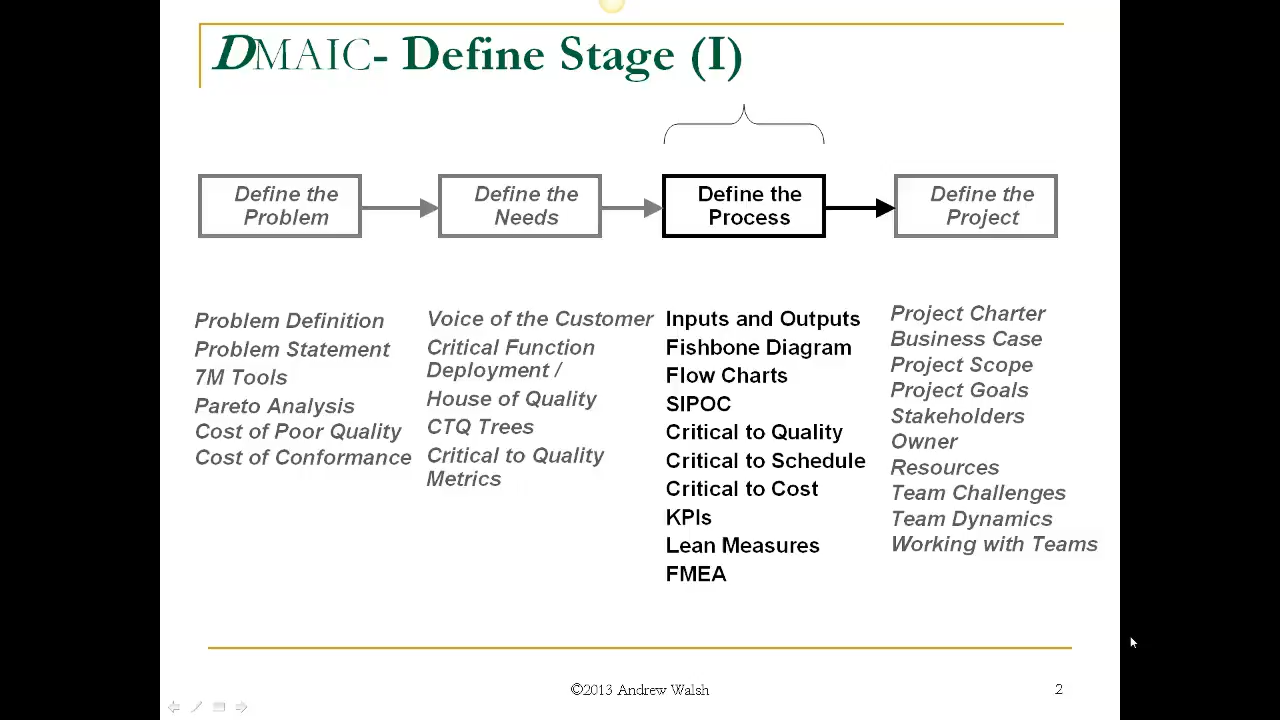 DMAIC- Define Stage (I)
Define the
Problem
Define the
Needs
Define the
Process
Define the
Project
Problem Definition
Problem Statement
7M Tools
Pareto Analysis
Cost of Poor Quality
Cost of Conformance
Voice of the Customer
Critical Function
Deployment /
House of Quality
CTQ Trees
Critical to Quality
Metrics
Inputs and Outputs
Fishbone Diagram
Flow Charts
SIPOC
Critical to Quality
Critical to Schedule
Critical to Cost
KPIs
Lean Measures
FMEA
Project Charter
Business Case
Project Scope
Project Goals
Stakeholders
Owner
Resources
Team Challenges
Team Dynamics
Working with Teams
©2013 Andrew Walsh
2